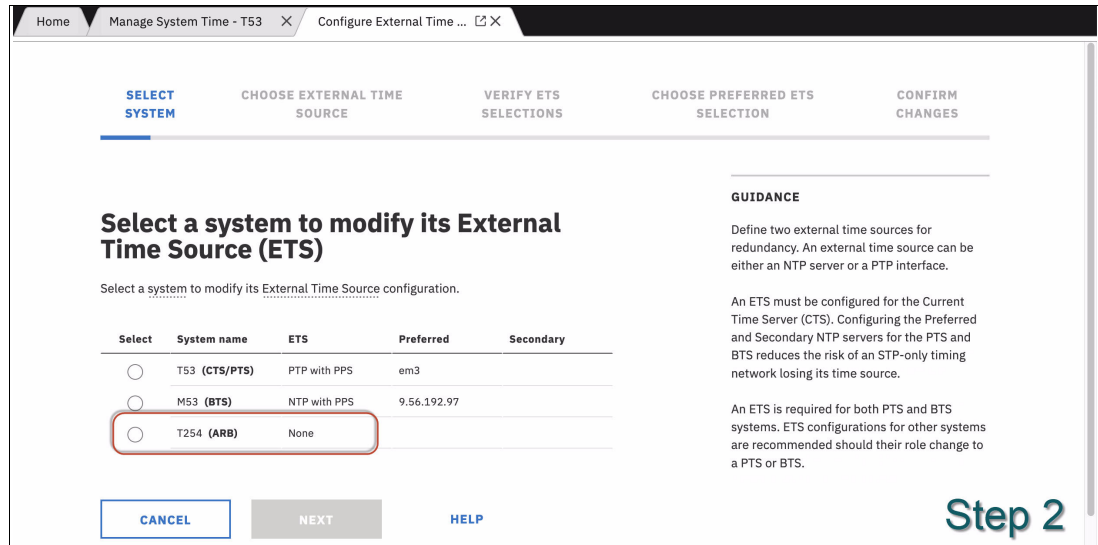 Home
Manage System Time - T53
Configure External Time ...
SELECT
SYSTEM
CHOOSE EXTERNAL TIME
SOURCE
VERIFY ETS
SELECTIONS
CHOOSE PREFERRED ETS
SELECTION
CONFIRM
CHANGES
Select a system to modify its External
Time Source (ETS)
Select a system to modify its External Time Source configuration.
Select System name ETS Preferred Secondary
T53 (CTS/PTS) PTP with PPS em3
M53 (BTS) NTP with PPS 9.56.192.97
T254 (ARB) None
CANCEL
NEXT
HELP
GUIDANCE
Define two external time sources for
redundancy. An external time source can be
either an NTP server or a PTP interface.
An ETS must be configured for the Current
Time Server (CTS). Configuring the Preferred
and Secondary NTP servers for the PTS and
BTS reduces the risk of an STP-only timing
network losing its time source.
An ETS is required for both PTS and BTS
systems. ETS configurations for other systems
are recommended should their role change to
a PTS or BTS.
Step 2